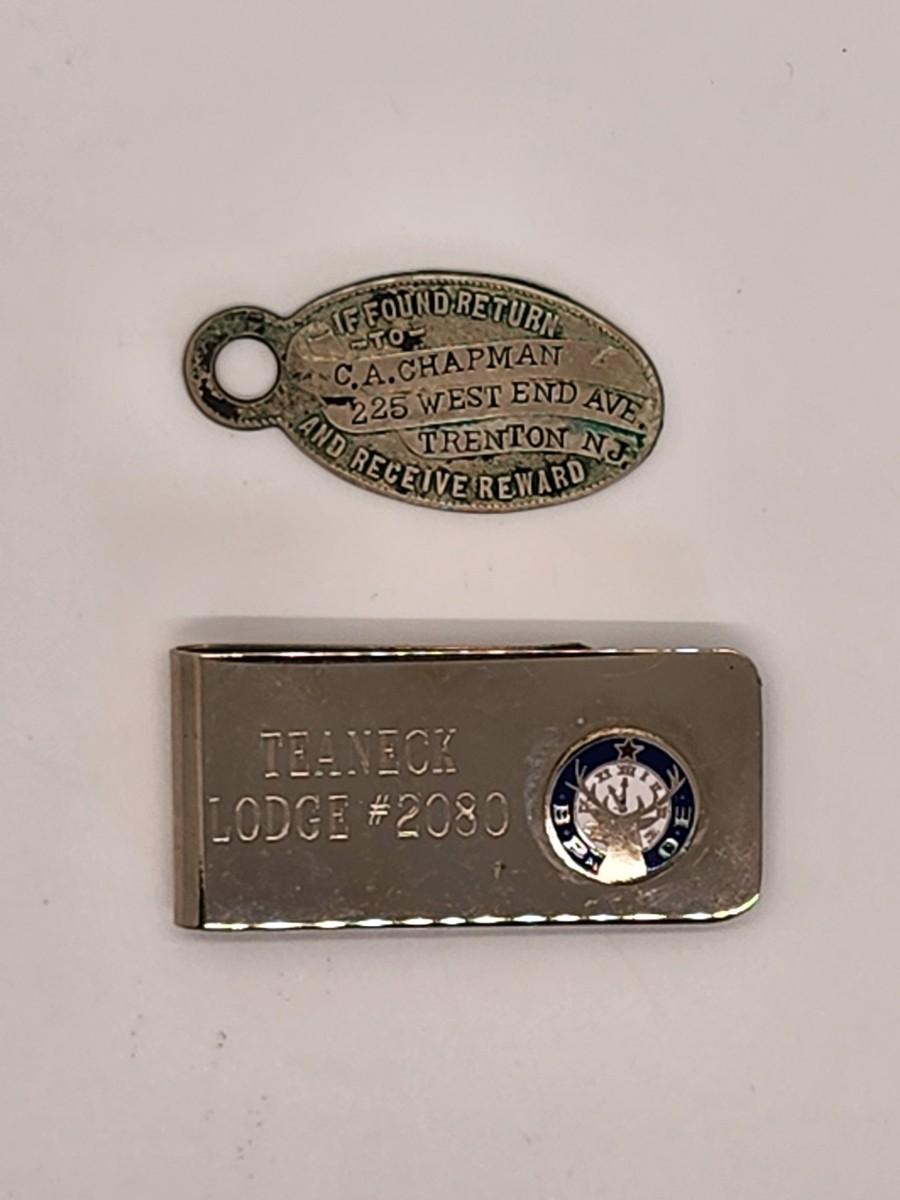 IF FOUND RETURN
-TO-
C.A. CHAPMAN
225 WEST END AVE.
TRENTON N.J.
AND RECEIVE REWARD
TEANECK
LODGE #2080
B.P.O.E